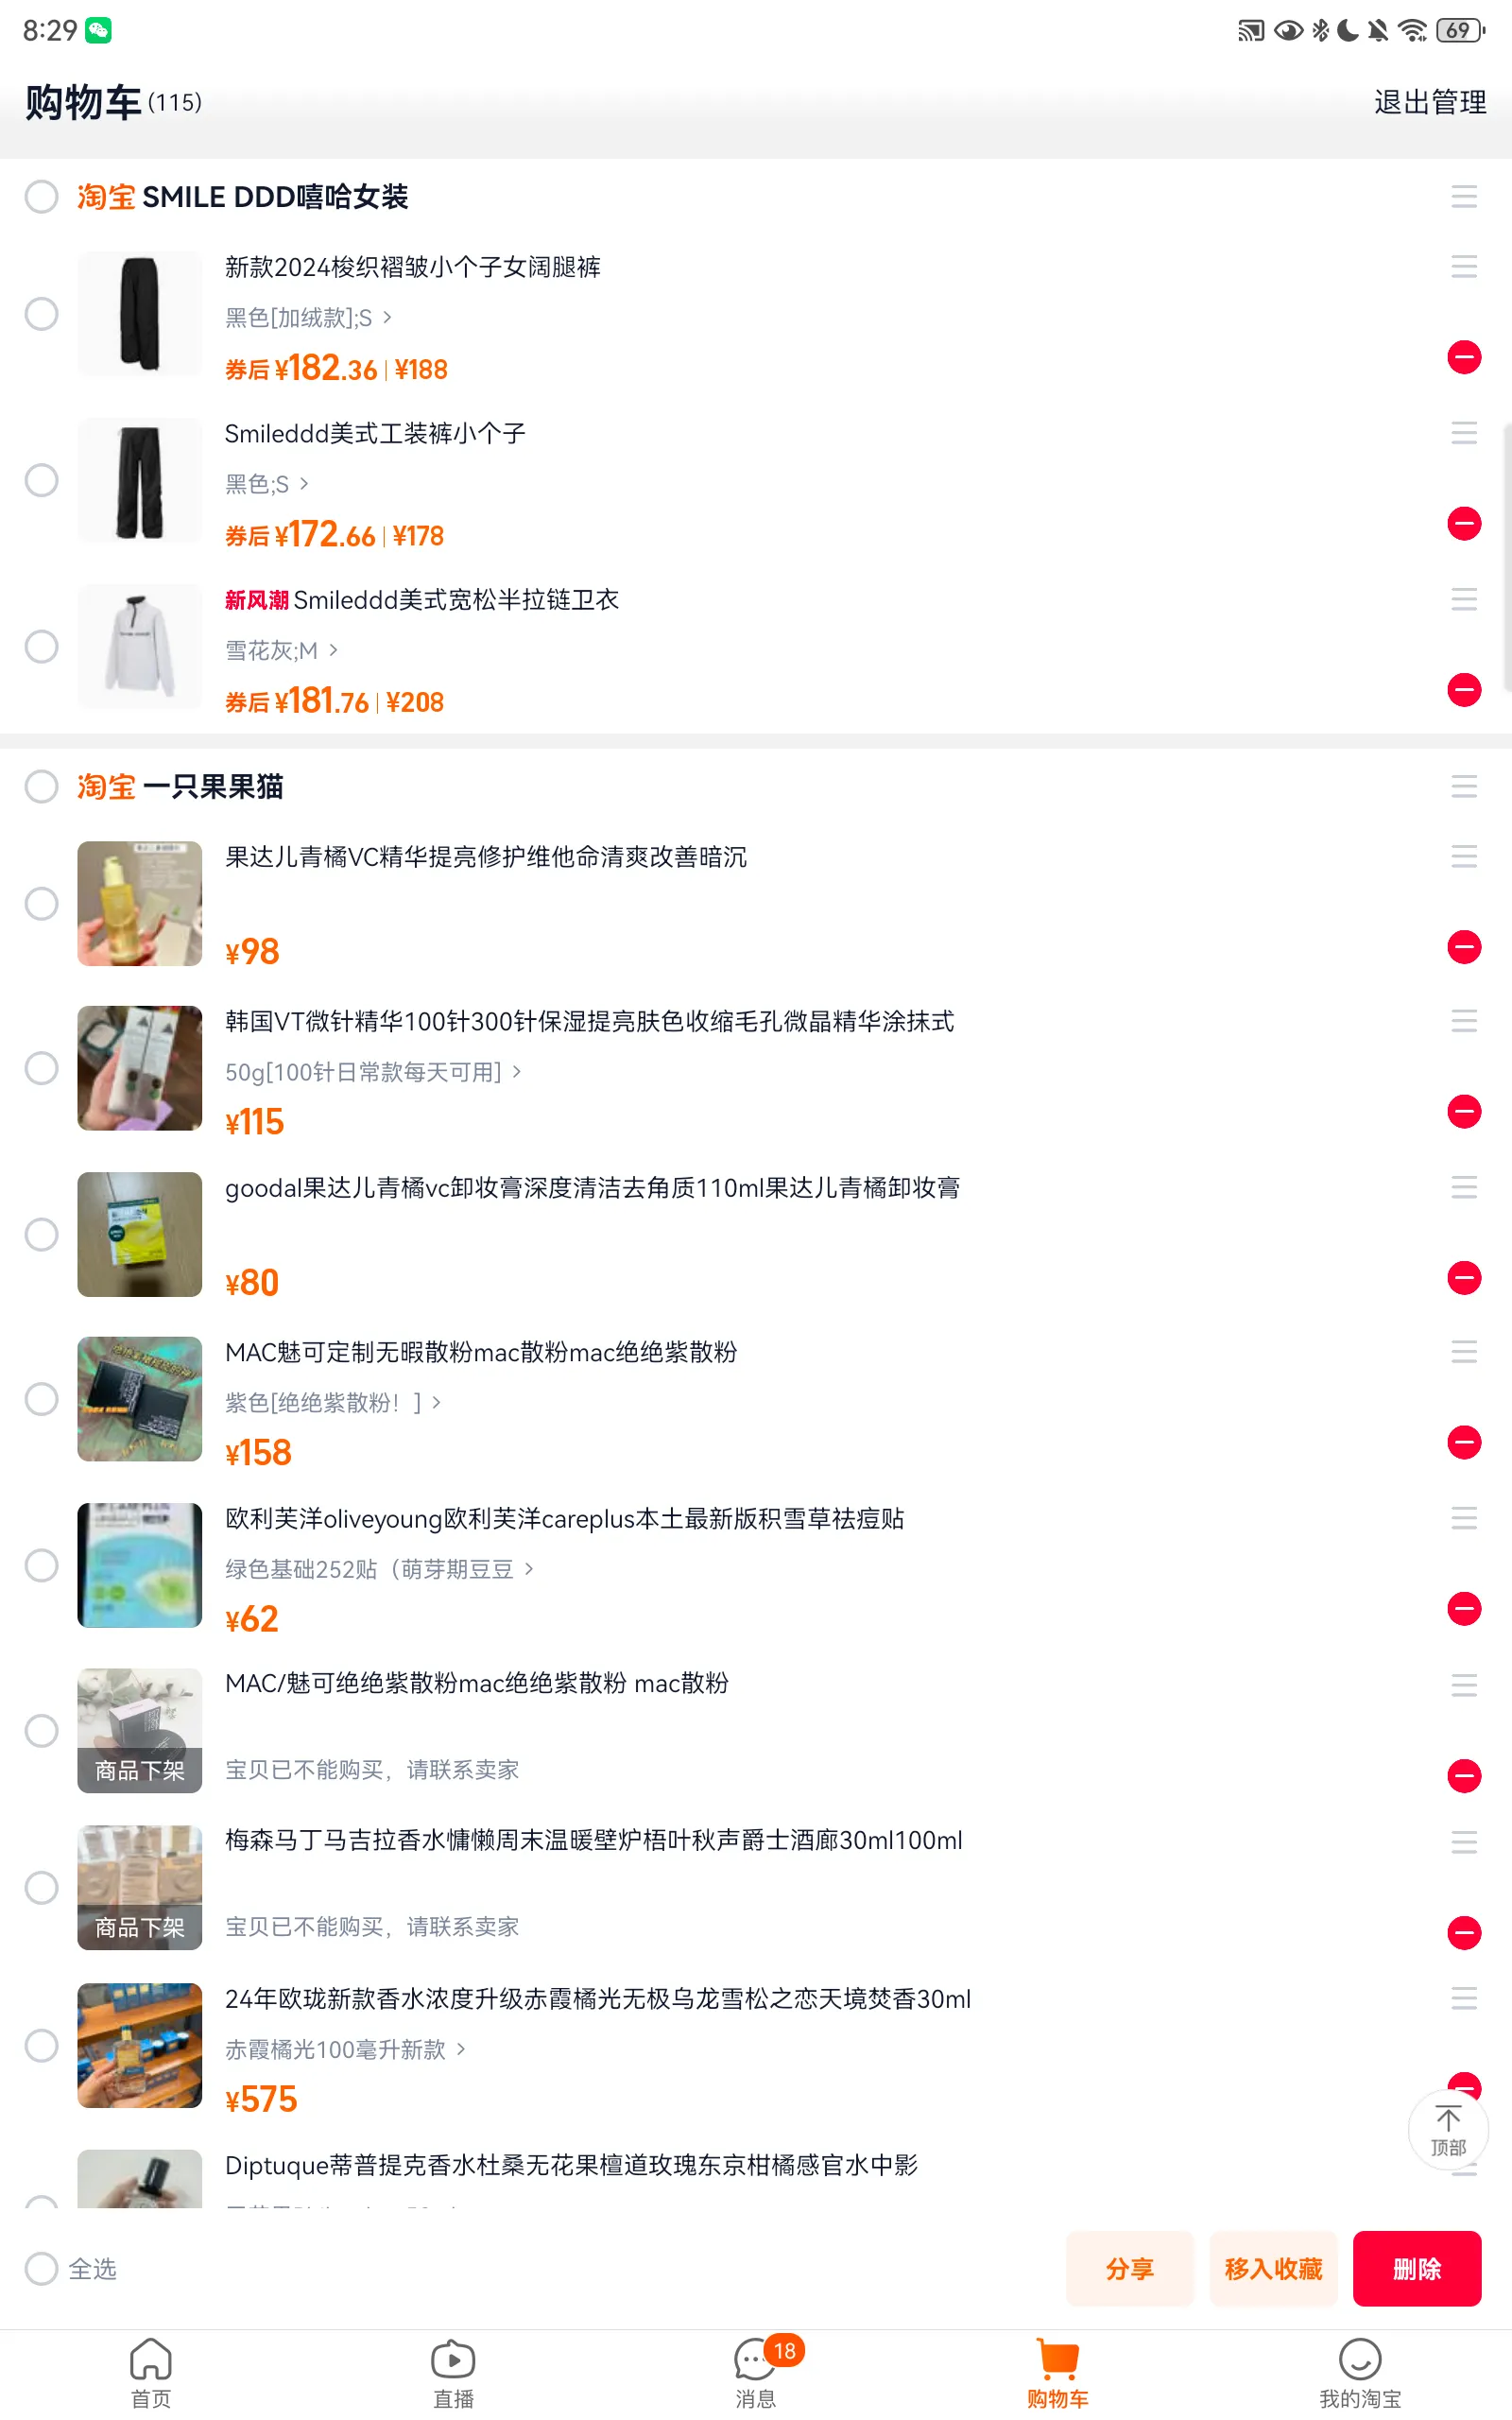 8:29
69
购物车(115)
退出管理
淘宝 SMILE DDD嘻哈女装
新款2024梭织褶皱小个子女阔腿裤
黑色[加绒款];S >
券后 ¥182.36 | ¥188
Smileddd美式工装裤小个子
黑色;S >
券后 ¥172.66 | ¥178
新风潮 Smileddd美式宽松半拉链卫衣
雪花灰;M >
券后 ¥181.76 | ¥208
淘宝 一只果果猫
果达儿青橘VC精华提亮修护维他命清爽改善暗沉
¥98
韩国VT微针精华100针300针保湿提亮肤色收缩毛孔微晶精华涂抹式
50g[100针日常款每天可用] >
¥115
goodal果达儿青橘vc卸妆膏深度清洁去角质110ml果达儿青橘卸妆膏
¥80
MAC魅可定制无暇散粉mac散粉mac绝绝紫散粉
紫色[绝绝紫散粉！] >
¥158
欧利芙洋oliveyoung欧利芙洋careplus本土最新版积雪草祛痘贴
绿色基础252贴（萌芽期豆豆 >
¥62
MAC/魅可绝绝紫散粉mac绝绝紫散粉 mac散粉
商品下架
宝贝已不能购买，请联系卖家
梅森马丁马吉拉香水慵懒周末温暖壁炉梧叶秋声爵士酒廊30ml100ml
商品下架
宝贝已不能购买，请联系卖家
24年欧珑新款香水浓度升级赤霞橘光无极乌龙雪松之恋天境焚香30ml
赤霞橘光100毫升新款 >
¥575
顶部
Diptuque蒂普提克香水杜桑无花果檀道玫瑰东京柑橘感官水中影
全选
分享
移入收藏
删除
18
首页
直播
消息
购物车
我的淘宝